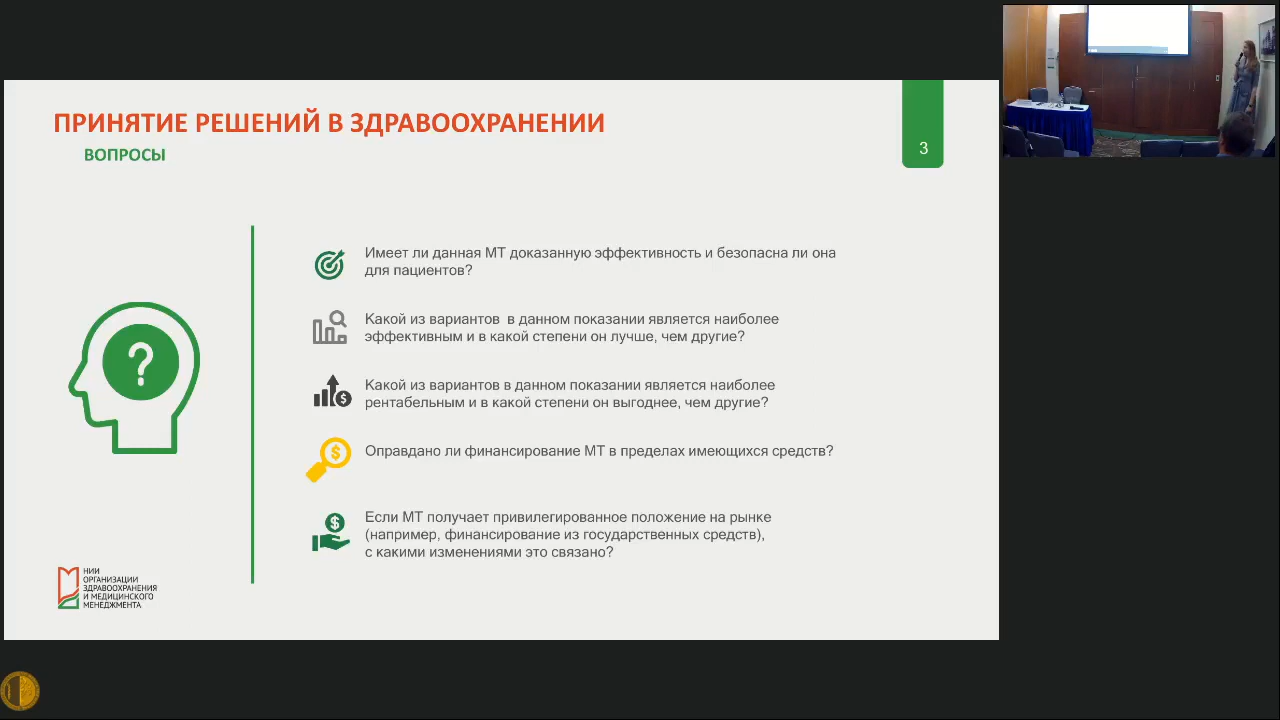 ПРИНЯТИЕ РЕШЕНИЙ В ЗДРАВООХРАНЕНИИ
ВОПРОСЫ
3
Имеет ли данная МТ доказанную эффективность и безопасна ли она
для пациентов?
Какой из вариантов в данном показании является наиболее
эффективным и в какой степени он лучше, чем другие?
Какой из вариантов в данном показании является наиболее
рентабельным и в какой степени он выгоднее, чем другие?
Оправдано ли финансирование МТ в пределах имеющихся средств?
Если МТ получает привилегированное положение на рынке
(например, финансирование из государственных средств),
с какими изменениями это связано?
НИИ
ОРГАНИЗАЦИИ
ЗДРАВООХРАНЕНИЯ
И МЕДИЦИНСКОГО
МЕНЕДЖМЕНТА